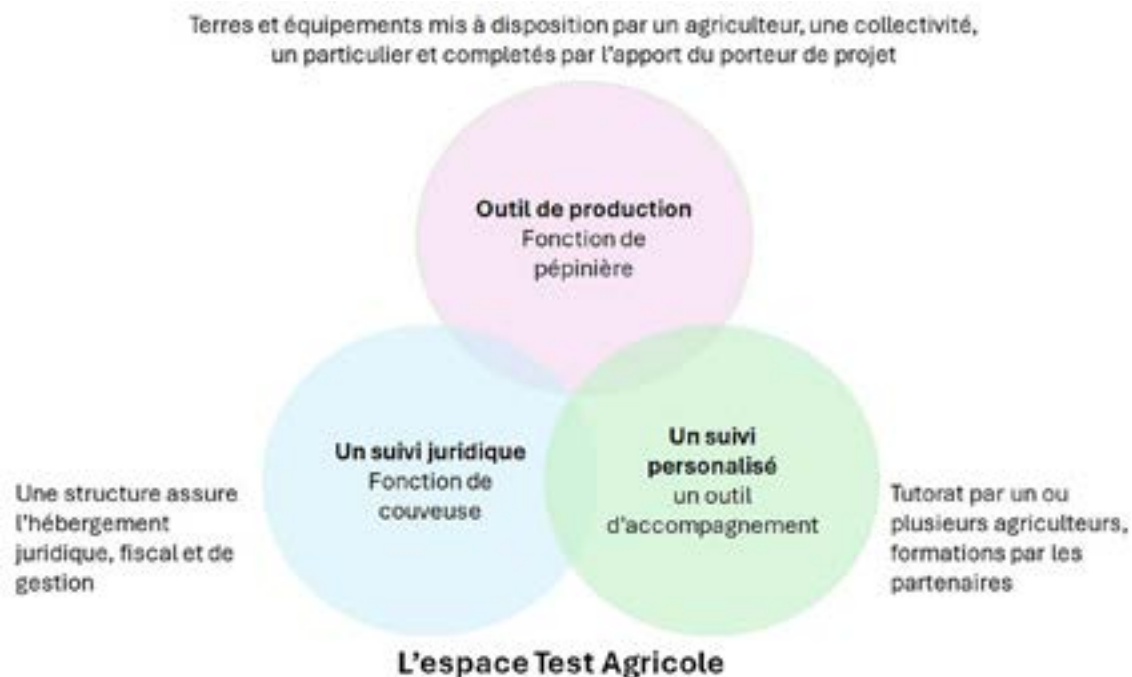 Terres et équipements mis à disposition par un agriculteur, une collectivité,
un particulier et completés par l'apport du porteur de projet
Outil de production
Fonction de
pépinière
Un suivi juridique
Fonction de
couveuse
Un suivi
personalisé
un outil
d'accompagnement
Une structure assure
l'hébergement
juridique, fiscal et de
gestion
Tutorat par un ou
plusieurs agriculteurs,
formations par les
partenaires
L'espace Test Agricole